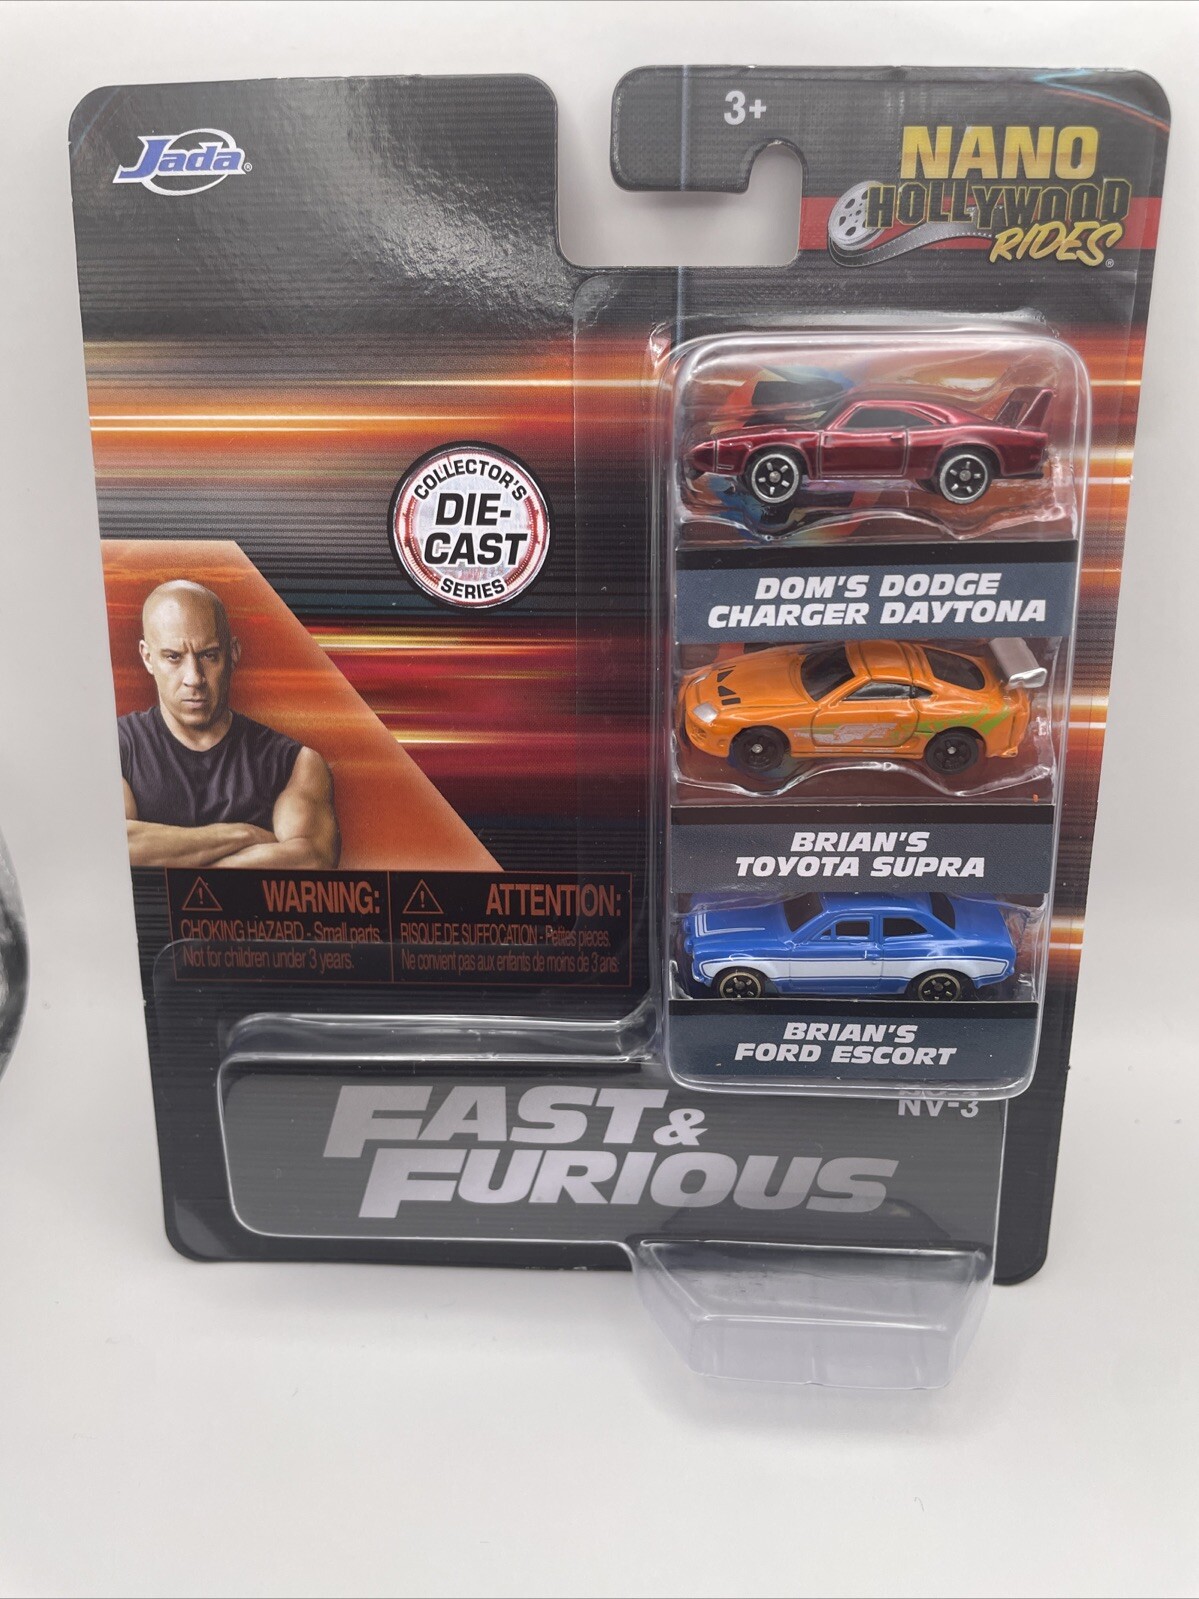 Jada®
3+
NANO
HOLLYWOOD
RIDES®
COLLECTOR'S
DIE-
CAST
SERIES
DOM'S DODGE
CHARGER DAYTONA
BRIAN'S
TOYOTA SUPRA
BRIAN'S
FORD ESCORT
WARNING:
CHOKING HAZARD - Small parts.
Not for children under 3 years.
ATTENTION:
RISQUE DE SUFFOCATION - Petites pièces.
Ne convient pas aux enfants de moins de 3 ans.
NV-3
FAST &
FURIOUS